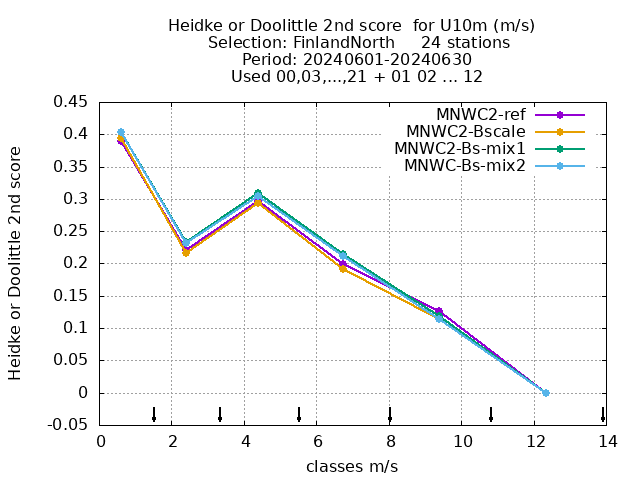 Heidke or Doolittle 2nd score  for U10m (m/s)
Selection: FinlandNorth     24 stations
Period: 20240601-20240630
Used 00,03,...,21 + 01 02 ... 12
MNWC2-ref
MNWC2-Bscale
MNWC2-Bs-mix1
MNWC-Bs-mix2
Heidke or Doolittle 2nd score
0.45
0.4
0.35
0.3
0.25
0.2
0.15
0.1
0.05
0
-0.05
0 2 4 6 8 10 12 14
classes m/s